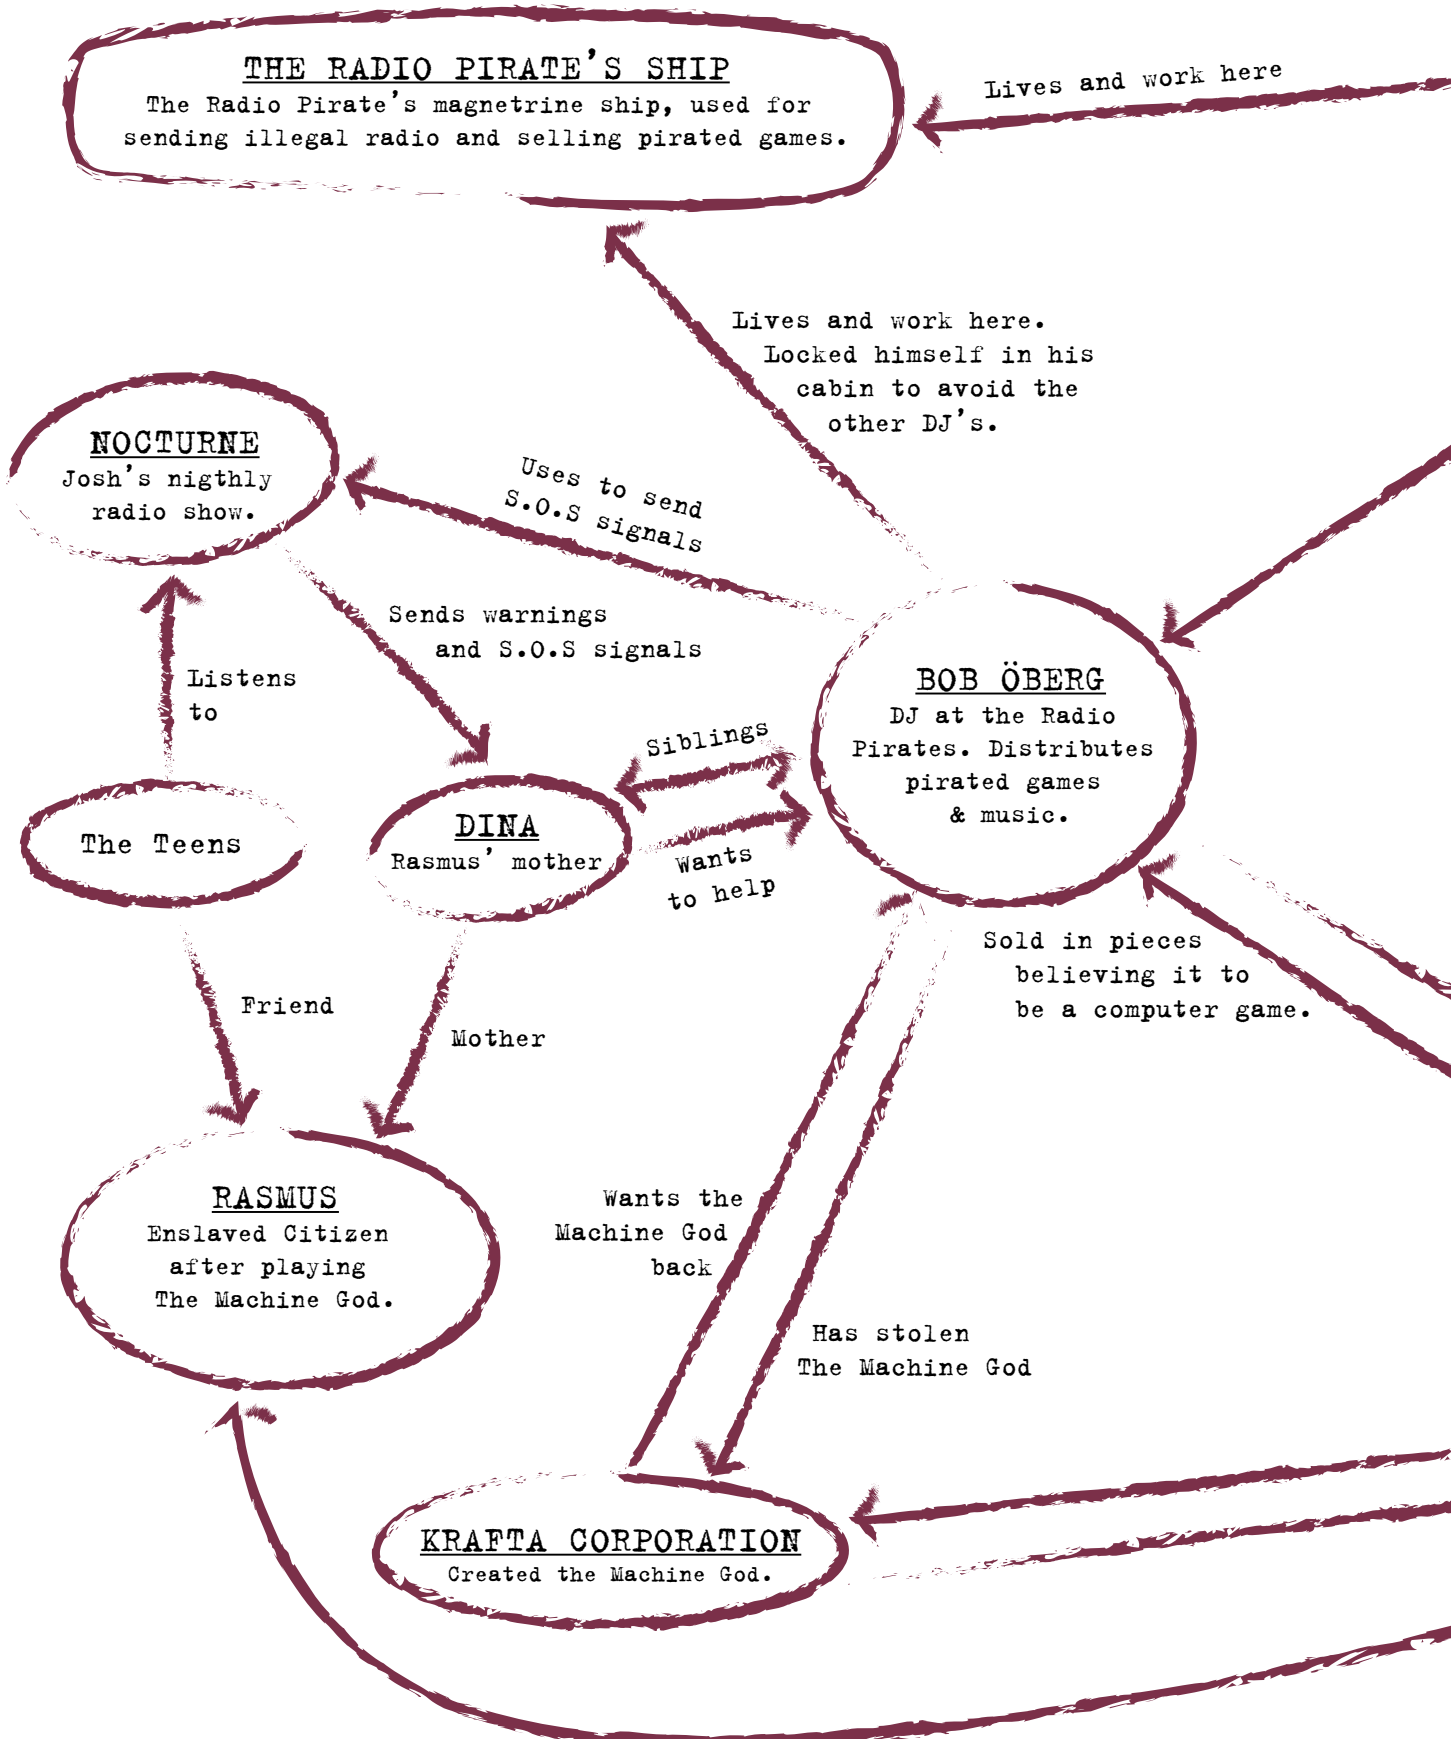 THE RADIO PIRATE'S SHIP
The Radio Pirate's magnetrine ship, used for
sending illegal radio and selling pirated games.
Lives and work here
Lives and work here.
Locked himself in his
cabin to avoid the
other DJ's.
NOCTURNE
Josh's nigthly
radio show.
Uses to send
S.O.S signals
Sends warnings
and S.O.S signals
Listens
to
BOB ÖBERG
DJ at the Radio
Pirates. Distributes
pirated games
& music.
Siblings
The Teens
DINA
Rasmus' mother
Wants
to help
Sold in pieces
believing it to
be a computer game.
Friend
Mother
RASMUS
Enslaved Citizen
after playing
The Machine God.
Wants the
Machine God
back
Has stolen
The Machine God
KRAFTA CORPORATION
Created the Machine God.